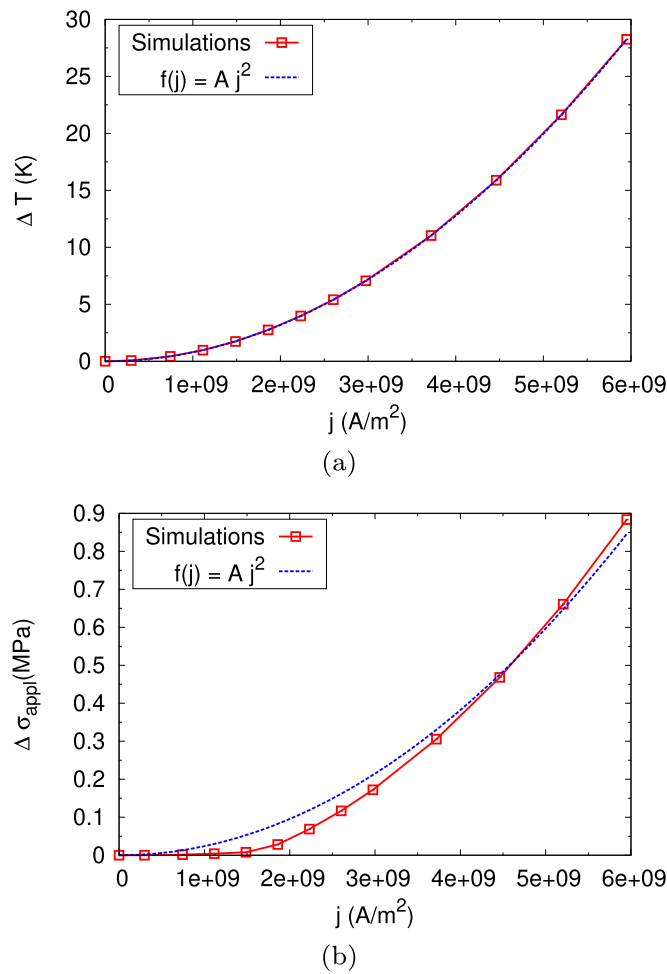 30
25
20
15
10
5
0
Δ T (K)
Simulations
f(j) = A j²
0 1e+09 2e+09 3e+09 4e+09 5e+09 6e+09
j (A/m²)
(a)
0.9
0.8
0.7
0.6
0.5
0.4
0.3
0.2
0.1
0
Δ σappl(MPa)
Simulations
f(j) = A j²
0 1e+09 2e+09 3e+09 4e+09 5e+09 6e+09
j (A/m²)
(b)